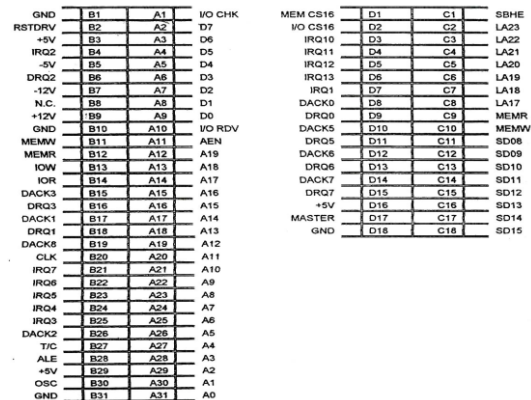 GND B1 A1 I/O CHK
RSTDRV B2 A2 D7
+5V B3 A3 D6
IRQ2 B4 A4 D5
-5V B5 A5 D4
DRQ2 B6 A6 D3
-12V B7 A7 D2
N.C. B8 A8 D1
+12V B9 A9 D0
GND B10 A10 I/O RDV
MEMW B11 A11 AEN
MEMR B12 A12 A19
IOW B13 A13 A18
IOR B14 A14 A17
DACK3 B15 A15 A16
DRQ3 B16 A16 A15
DACK1 B17 A17 A14
DRQ1 B18 A18 A13
DACK8 B19 A19 A12
CLK B20 A20 A11
IRQ7 B21 A21 A10
IRQ6 B22 A22 A9
IRQ5 B23 A23 A8
IRQ4 B24 A24 A7
IRQ3 B25 A25 A6
DACK2 B26 A26 A5
T/C B27 A27 A4
ALE B28 A28 A3
+5V B29 A29 A2
OSC B30 A30 A1
GND B31 A31 A0
MEM CS16 D1 C1 SBHE
I/O CS16 D2 C2 LA23
IRQ10 D3 C3 LA22
IRQ11 D4 C4 LA21
IRQ12 D5 C5 LA20
IRQ13 D6 C6 LA19
IRQ1 D7 C7 LA18
DACK0 D8 C8 LA17
DRQ0 D9 C9 MEMR
DACK5 D10 C10 MEMW
DRQ5 D11 C11 SD08
DACK6 D12 C12 SD09
DRQ6 D13 C13 SD10
DACK7 D14 C14 SD11
DRQ7 D15 C15 SD12
+5V D16 C16 SD13
MASTER D17 C17 SD14
GND D18 C18 SD15